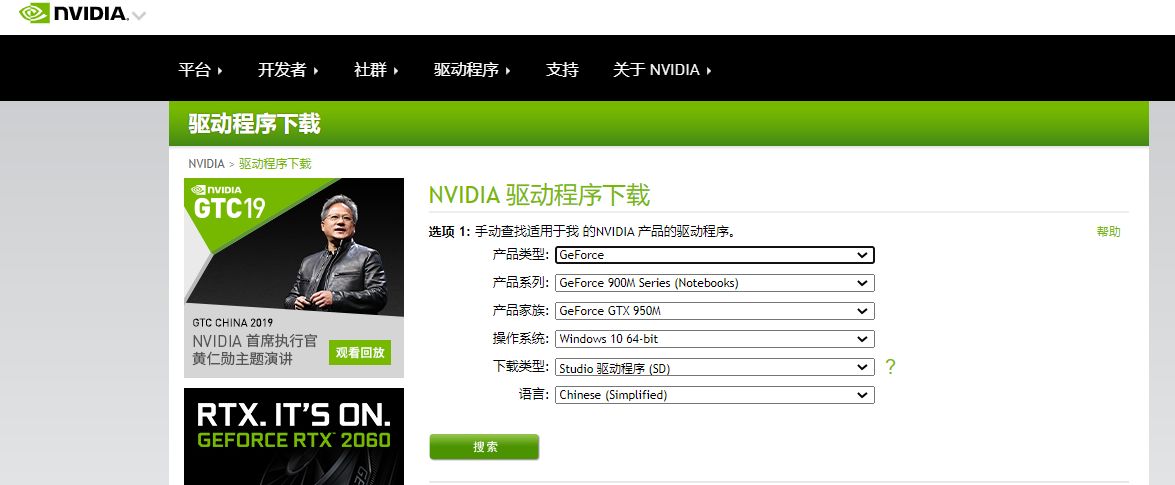 NVIDIA.
平台 开发者 社群 驱动程序 支持 关于 NVIDIA
驱动程序下载
NVIDIA > 驱动程序下载
NVIDIA
GTC19
GTC CHINA 2019
NVIDIA 首席执行官
黄仁勋主题演讲
观看回放
RTX. IT'S ON.
GEFORCE RTX 2060
NVIDIA 驱动程序下载
选项 1: 手动查找适用于我 的NVIDIA 产品的驱动程序。 帮助
产品类型: GeForce
产品系列: GeForce 900M Series (Notebooks)
产品家族: GeForce GTX 950M
操作系统: Windows 10 64-bit
下载类型: Studio 驱动程序 (SD) ?
语言: Chinese (Simplified)
搜索